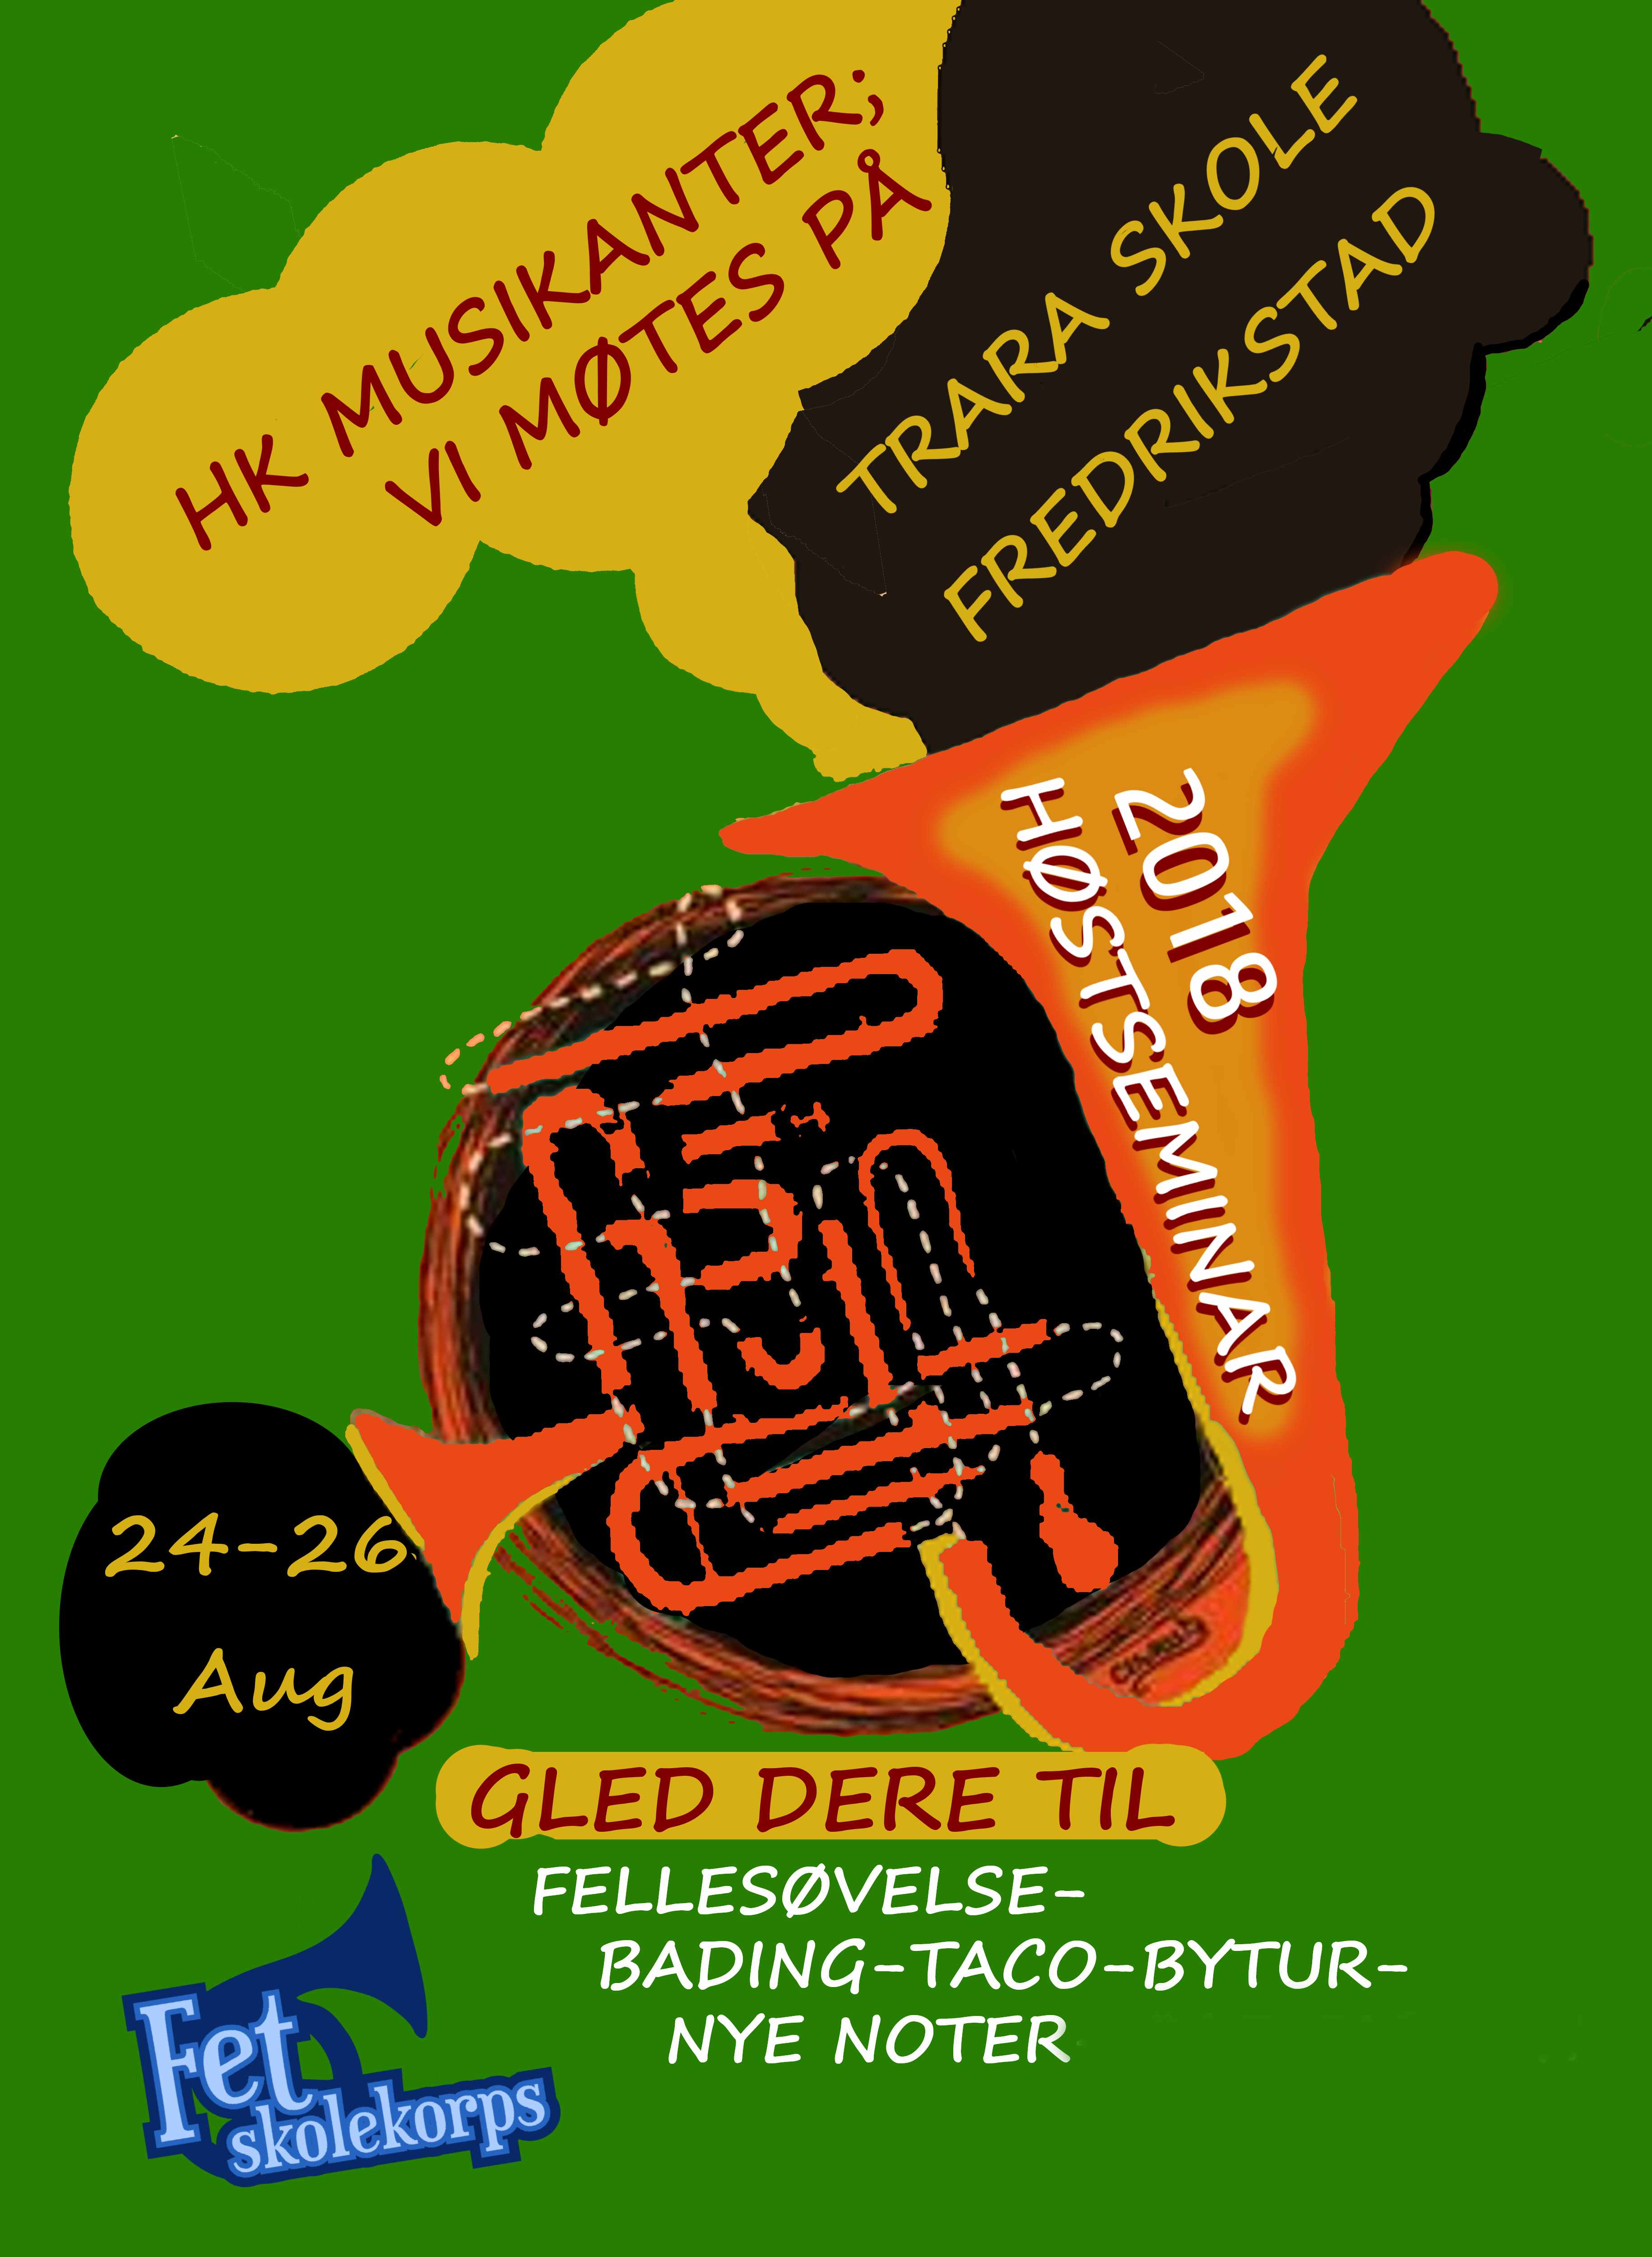 HK MUSIKANTER;
VI MØTES PÅ
TRARA SKOLE
FREDRIKSTAD
2018
HØSTSEMINAR
24-26
Aug
GLED DERE TIL
FELLESØVELSE-
BADING-TACO-BYTUR-
NYE NOTER
Fet
skolekorps